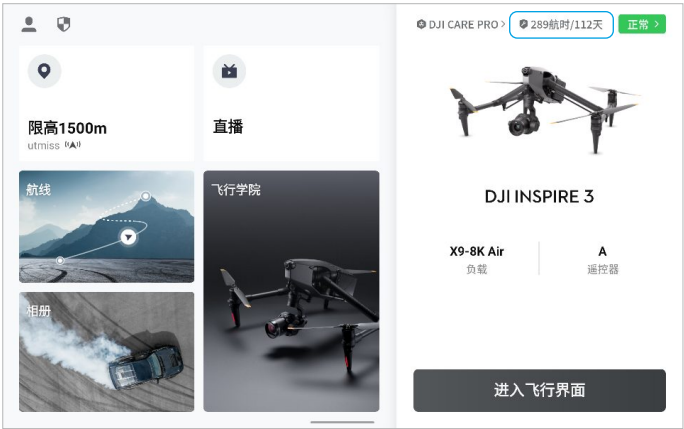 限高1500m
utmiss
直播
航线
飞行学院
相册
DJI CARE PRO
289航时/112天
正常
DJI INSPIRE 3
X9-8K Air
负载
A
遥控器
进入飞行界面